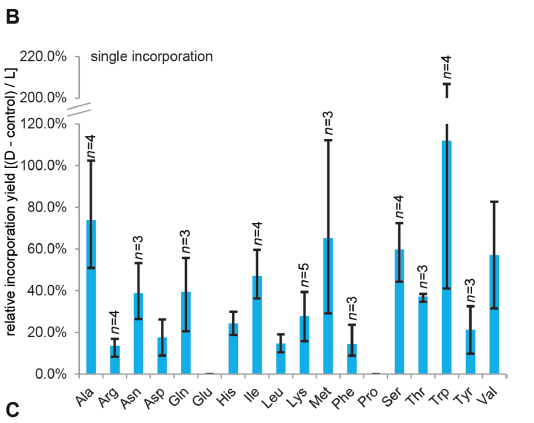 B
220.0%
single incorporation
200.0%
120.0%
100.0%
80.0%
60.0%
40.0%
20.0%
0.0%
relative incorporation yield [(D - control) / L]
n=4
n=4
n=3
n=3
n=4
n=5
n=3
n=3
n=4
n=3
n=4
n=3
Ala
Arg
Asn
Asp
Gln
Glu
His
Ile
Leu
Lys
Met
Phe
Pro
Ser
Thr
Trp
Tyr
Val
C